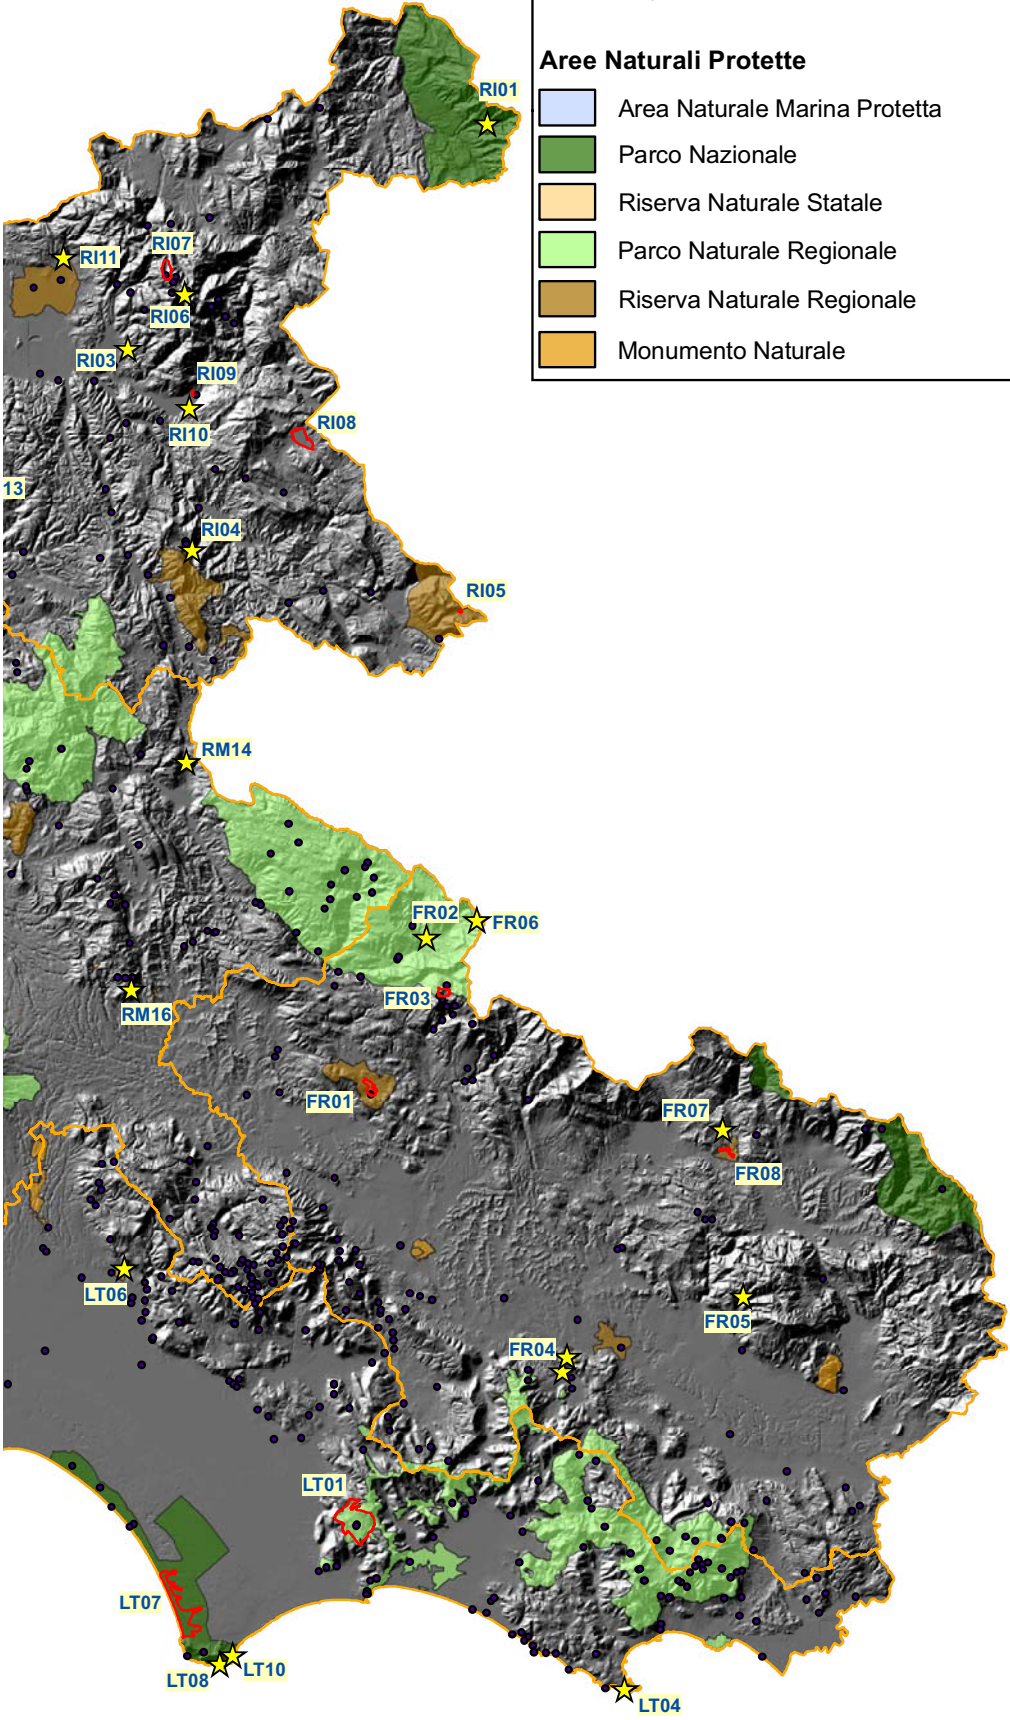 Aree Naturali Protette
Area Naturale Marina Protetta
Parco Nazionale
Riserva Naturale Statale
Parco Naturale Regionale
Riserva Naturale Regionale
Monumento Naturale
RI01
RI07
RI11
RI06
RI03
RI09
RI08
RI10
13
RI04
RI05
RM14
FR02
FR06
FR03
RM16
FR01
FR07
FR08
LT06
FR05
FR04
LT01
LT07
LT10
LT08
LT04